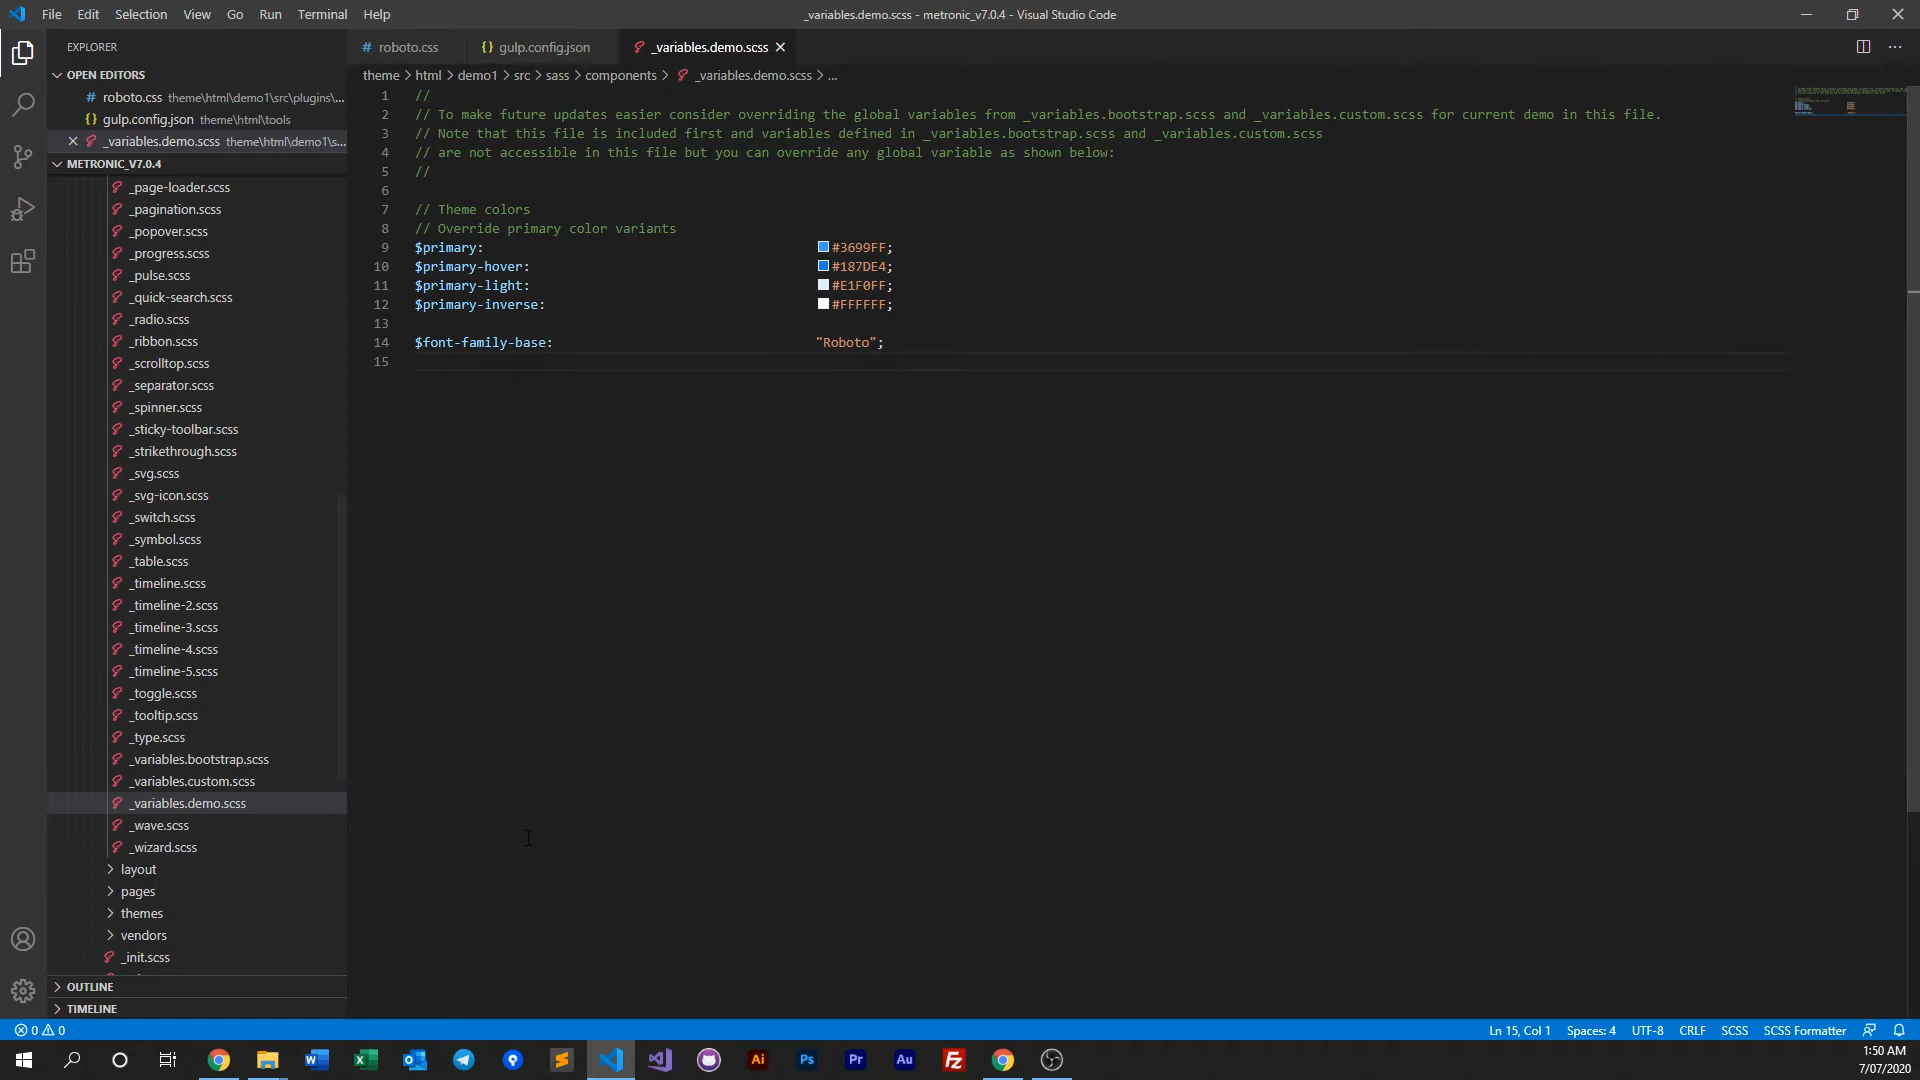 File Edit Selection View Go Run Terminal Help
_variables.demo.scss - metronic_v7.0.4 - Visual Studio Code
EXPLORER
OPEN EDITORS
# roboto.css theme\html\demo1\src\plugins\...
{} gulp.config.json theme\html\tools
_variables.demo.scss theme\html\demo1\s...
METRONIC_V7.0.4
_page-loader.scss
_pagination.scss
_popover.scss
_progress.scss
_pulse.scss
_quick-search.scss
_radio.scss
_ribbon.scss
_scrolltop.scss
_separator.scss
_spinner.scss
_sticky-toolbar.scss
_strikethrough.scss
_svg.scss
_svg-icon.scss
_switch.scss
_symbol.scss
_table.scss
_timeline.scss
_timeline-2.scss
_timeline-3.scss
_timeline-4.scss
_timeline-5.scss
_toggle.scss
_tooltip.scss
_type.scss
_variables.bootstrap.scss
_variables.custom.scss
_variables.demo.scss
_wave.scss
_wizard.scss
layout
pages
themes
vendors
_init.scss
OUTLINE
TIMELINE
# roboto.css {} gulp.config.json _variables.demo.scss
theme > html > demo1 > src > sass > components > _variables.demo.scss > ...
1 //
2 // To make future updates easier consider overriding the global variables from _variables.bootstrap.scss and _variables.custom.scss for current demo in this file.
3 // Note that this file is included first and variables defined in _variables.bootstrap.scss and _variables.custom.scss
4 // are not accessible in this file but you can override any global variable as shown below:
5 //
6
7 // Theme colors
8 // Override primary color variants
9 $primary: #3699FF;
10 $primary-hover: #187DE4;
11 $primary-light: #E1F0FF;
12 $primary-inverse: #FFFFFF;
13
14 $font-family-base: "Roboto";
15
0 0
Ln 15, Col 1 Spaces: 4 UTF-8 CRLF SCSS SCSS Formatter
Ai Ps Pr Au Fz
1:50 AM
7/07/2020